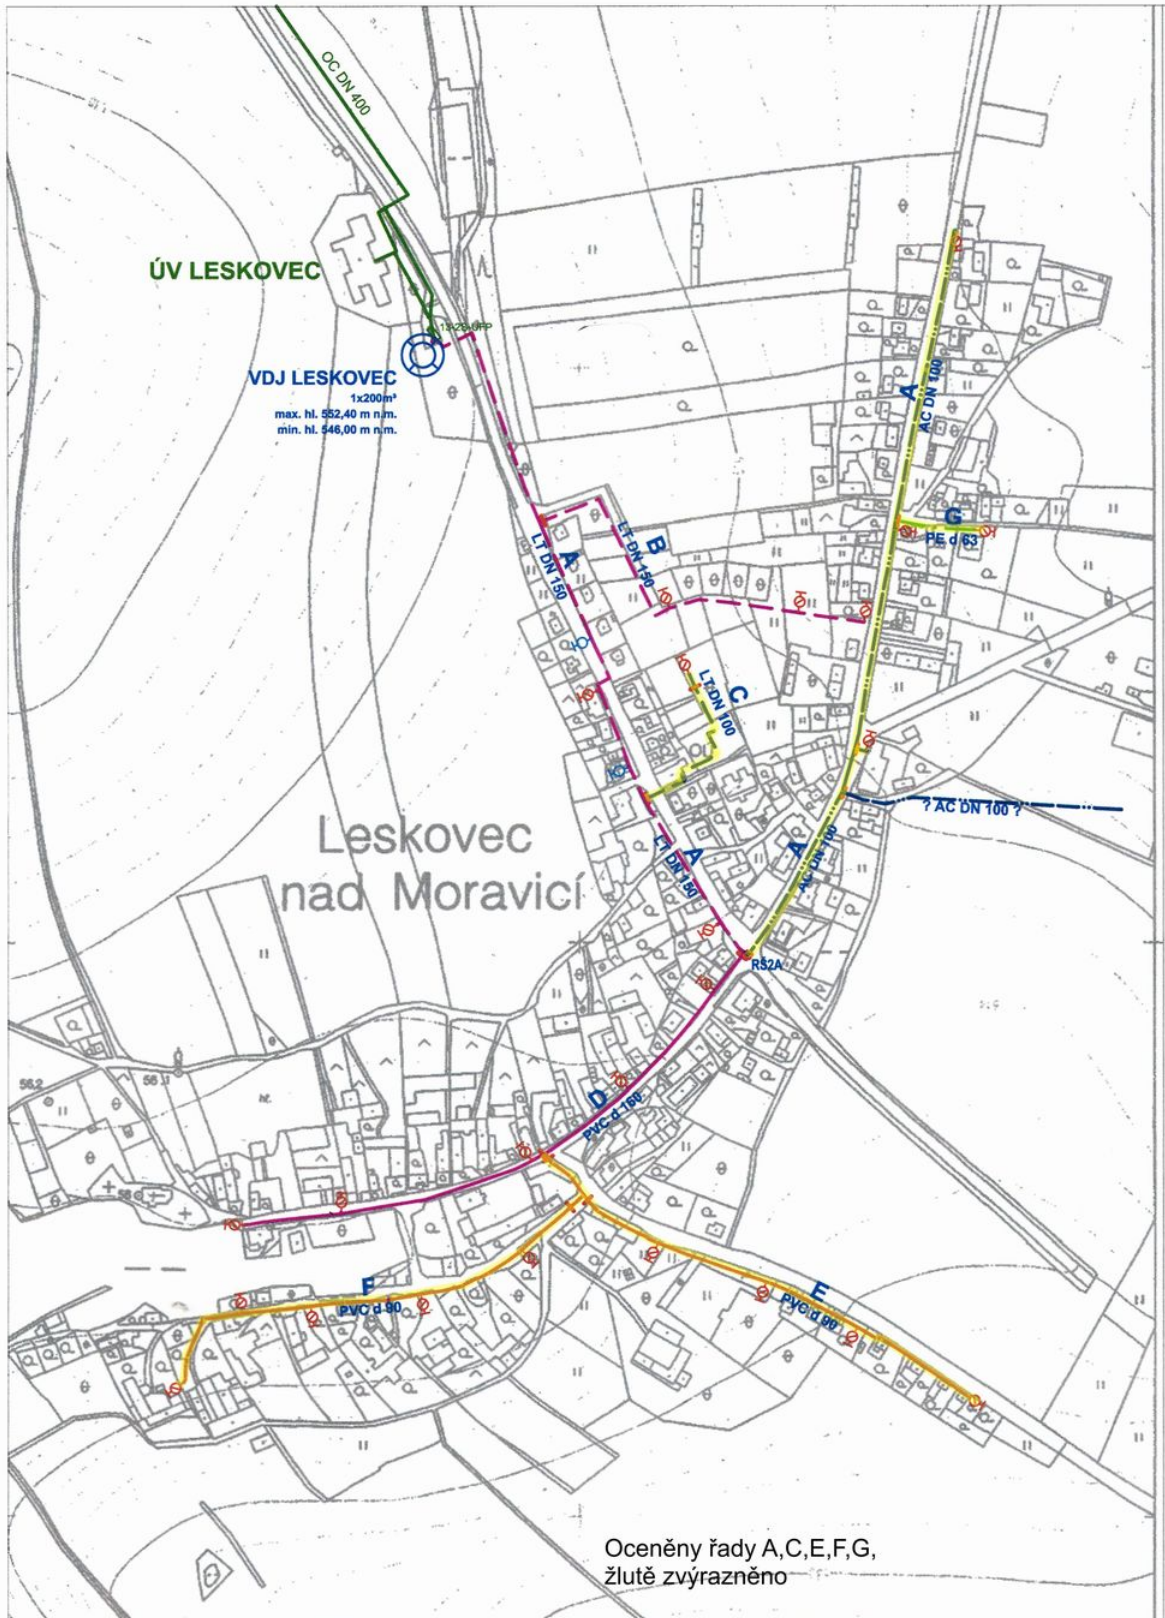 OC DN 400
ÚV LESKOVEC
VDJ LESKOVEC
1x200m³
max. hl. 552,40 m n.m.
min. hl. 546,00 m n.m.
A
AC DN 100
G
PE d 63
A
LT DN 150
B
LT DN 150
C
LT DN 100
? AC DN 100 ?
Leskovec
nad Moravicí
A
LT DN 150
A
AC DN 100
RŠ2A
D
PVC d 160
56,2
F
PVC d 90
E
PVC d 90
Oceněny řady A,C,E,F,G,
žlutě zvýrazněno